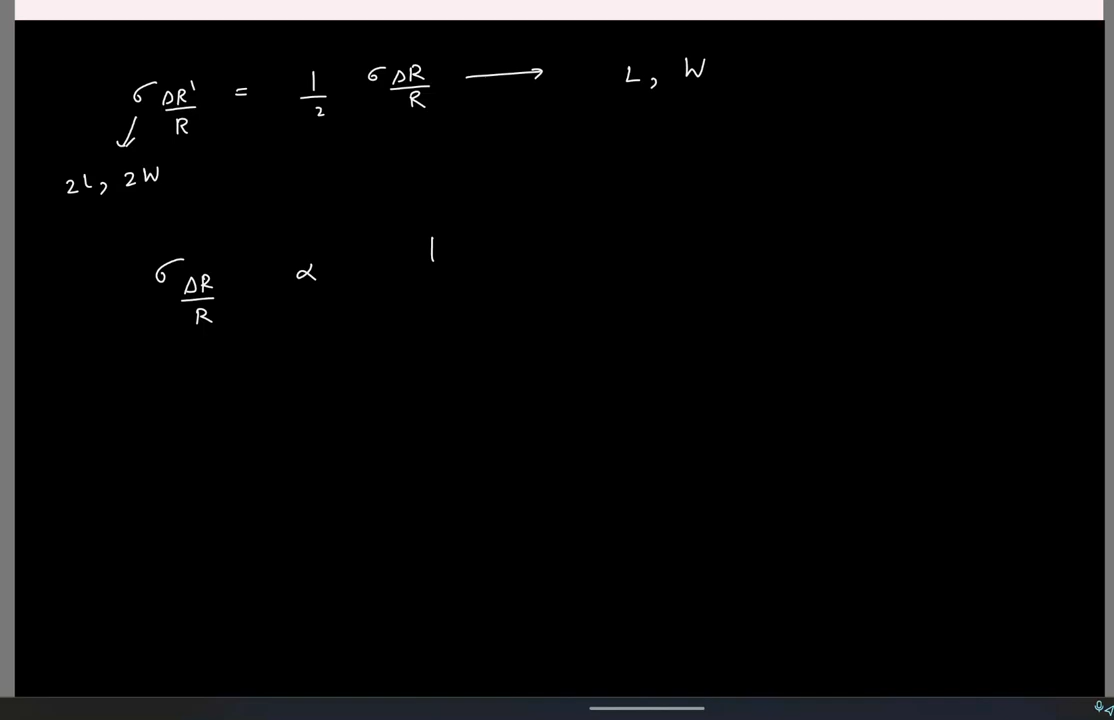 σ ΔR'/R = 1/2 σ ΔR/R ⟶ L, W
2L, 2W
σ ΔR/R α 1